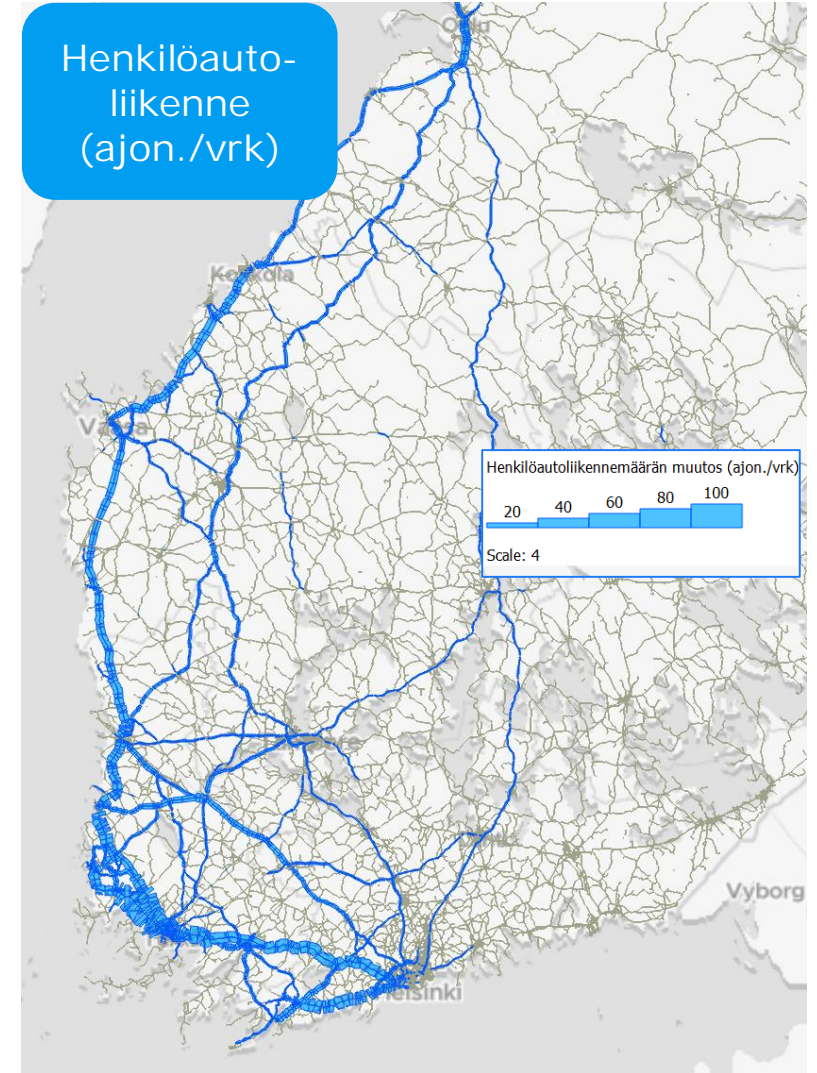 Henkilöauto-
liikenne
(ajon./vrk)
Oulu
Kokkola
Vaasa
Henkilöautoliikennemäärän muutos (ajon./vrk)
20 40 60 80 100
Scale: 4
Vyborg
Helsinki